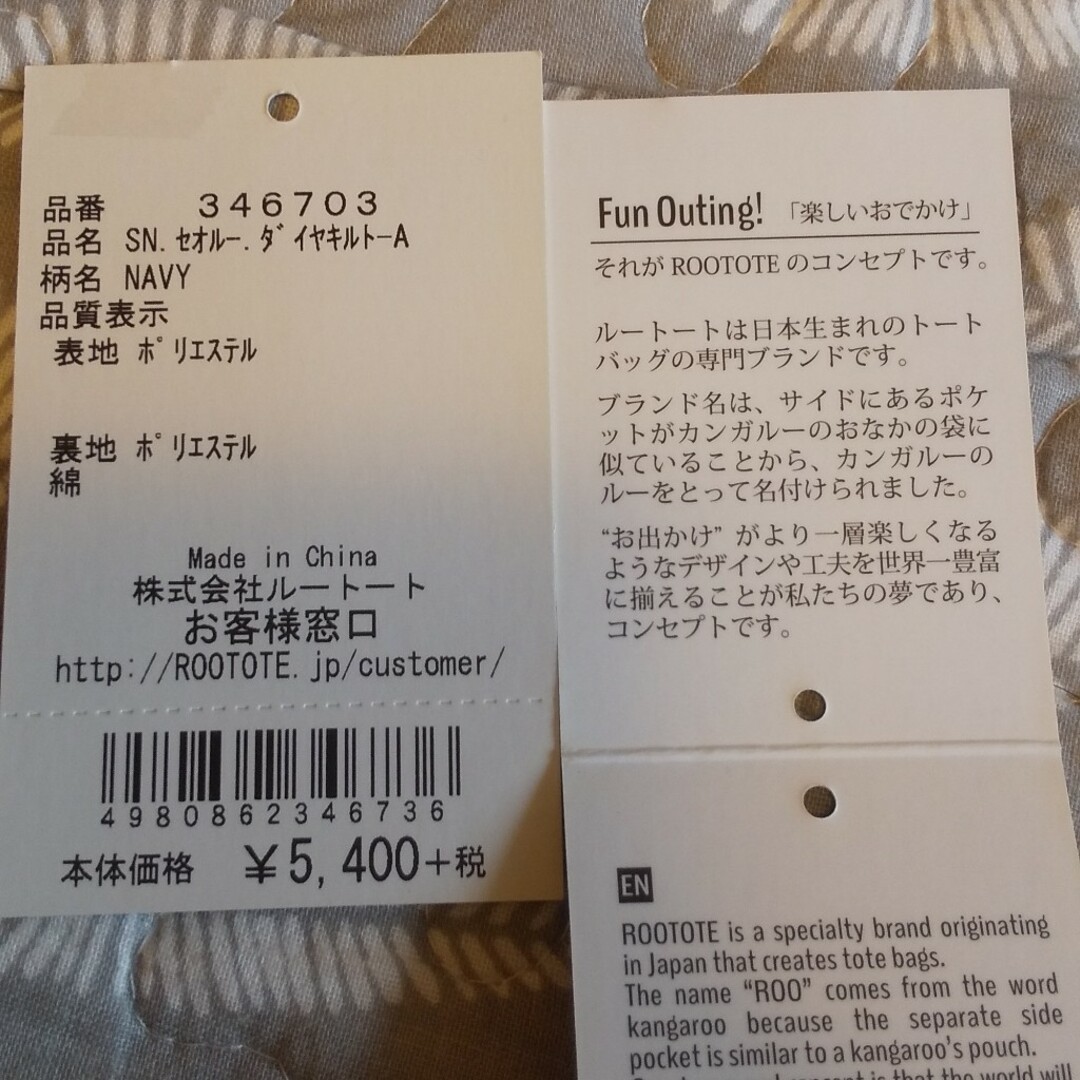 品番　３４６７０３
品名 SN.ｾｵﾙｰ.ﾀﾞｲﾔｷﾙﾄｰA
柄名 NAVY
品質表示
表地 ﾎﾟﾘｴｽﾃﾙ
裏地 ﾎﾟﾘｴｽﾃﾙ
綿
Made in China
株式会社ルートート
お客様窓口
http://ROOTOTE.jp/customer/
4980862346736
本体価格 ￥5,400+税
Fun Outing! 「楽しいおでかけ」
それが ROOTOTE のコンセプトです。
ルートートは日本生まれのトート
バッグの専門ブランドです。
ブランド名は、サイドにあるポケ
ットがカンガルーのおなかの袋に
似ていることから、カンガルーの
ルーをとって名付けられました。
“お出かけ” がより一層楽しくなる
ようなデザインや工夫を世界一豊富
に揃えることが私たちの夢であり、
コンセプトです。
EN
ROOTOTE is a specialty brand originating
in Japan that creates tote bags.
The name “ROO” comes from the word
kangaroo because the separate side
pocket is similar to a kangaroo’s pouch.
is that the world will